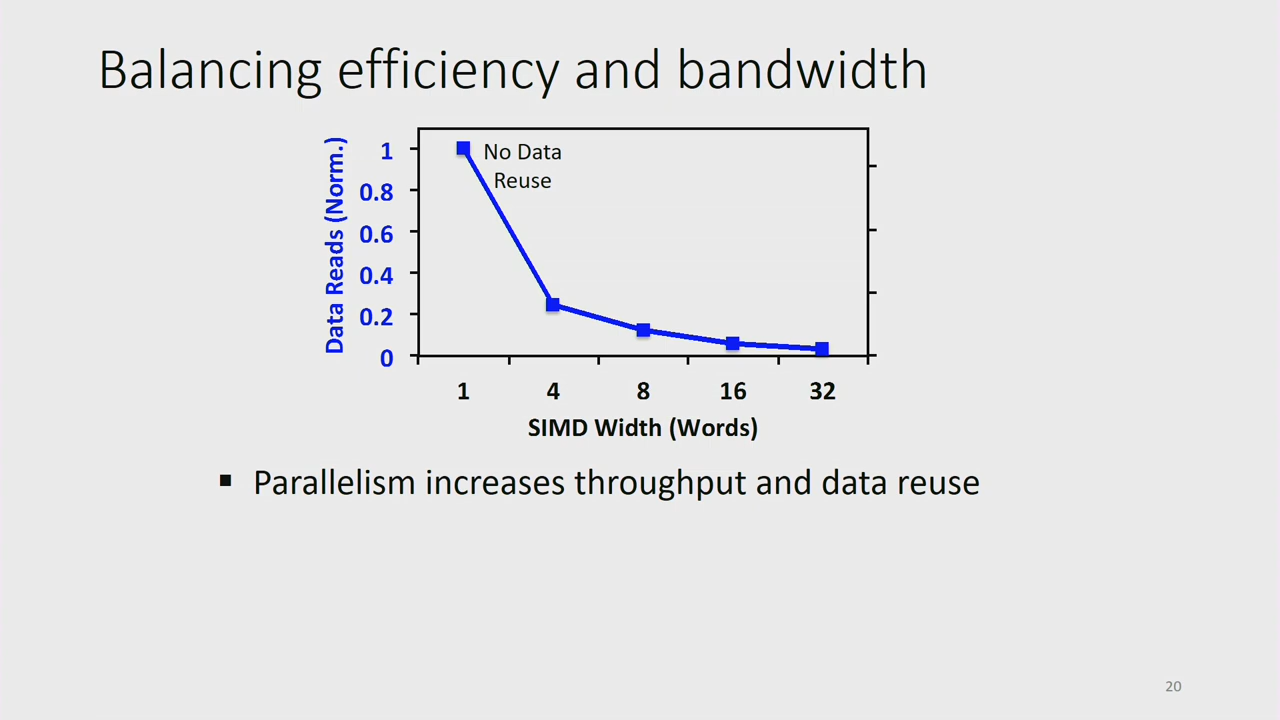 Balancing efficiency and bandwidth
Data Reads (Norm.)
1
0.8
0.6
0.4
0.2
0
No Data
Reuse
1 4 8 16 32
SIMD Width (Words)
▪ Parallelism increases throughput and data reuse
20